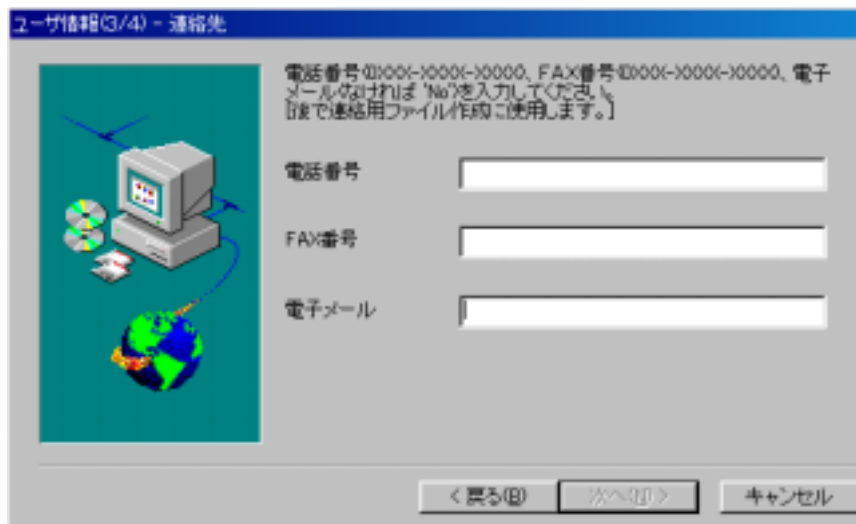 ユーザ情報(3/4) - 連絡先
電話番号(XXXX-XXXX-XXXX)、FAX番号(XXXX-XXXX-XXXX)、電子
メール(なければ "No")を入力してください。
[後で連絡用ファイル作成に使用します。]
電話番号
FAX番号
電子メール
< 戻る(B)
次へ(N) >
キャンセル